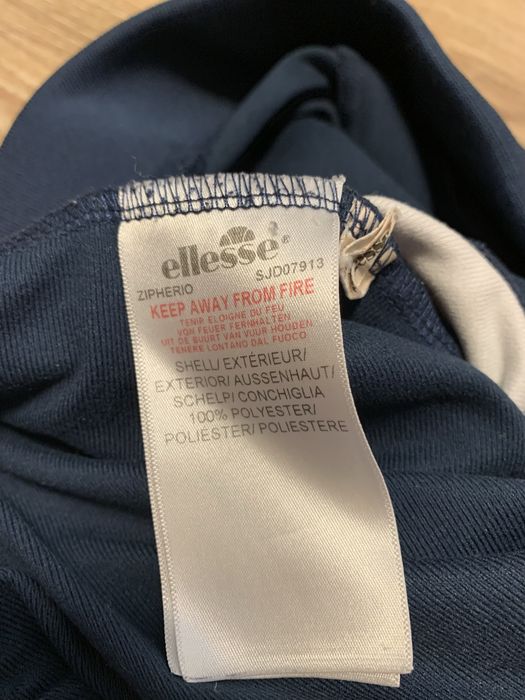 ellesse®
ZIPHERIO SJD07913
KEEP AWAY FROM FIRE
TENIR ELOIGNE DU FEU
VON FEUER FERNHALTEN
UIT DE BUURT VAN VUUR HOUDEN
TENERE LONTANO DAL FUOCO
SHELL/ EXTÉRIEUR/
EXTERIOR/ AUSSENHAUT/
SCHELP/ CONCHIGLIA
100% POLYESTER/
POLIÉSTER/ POLIESTERE